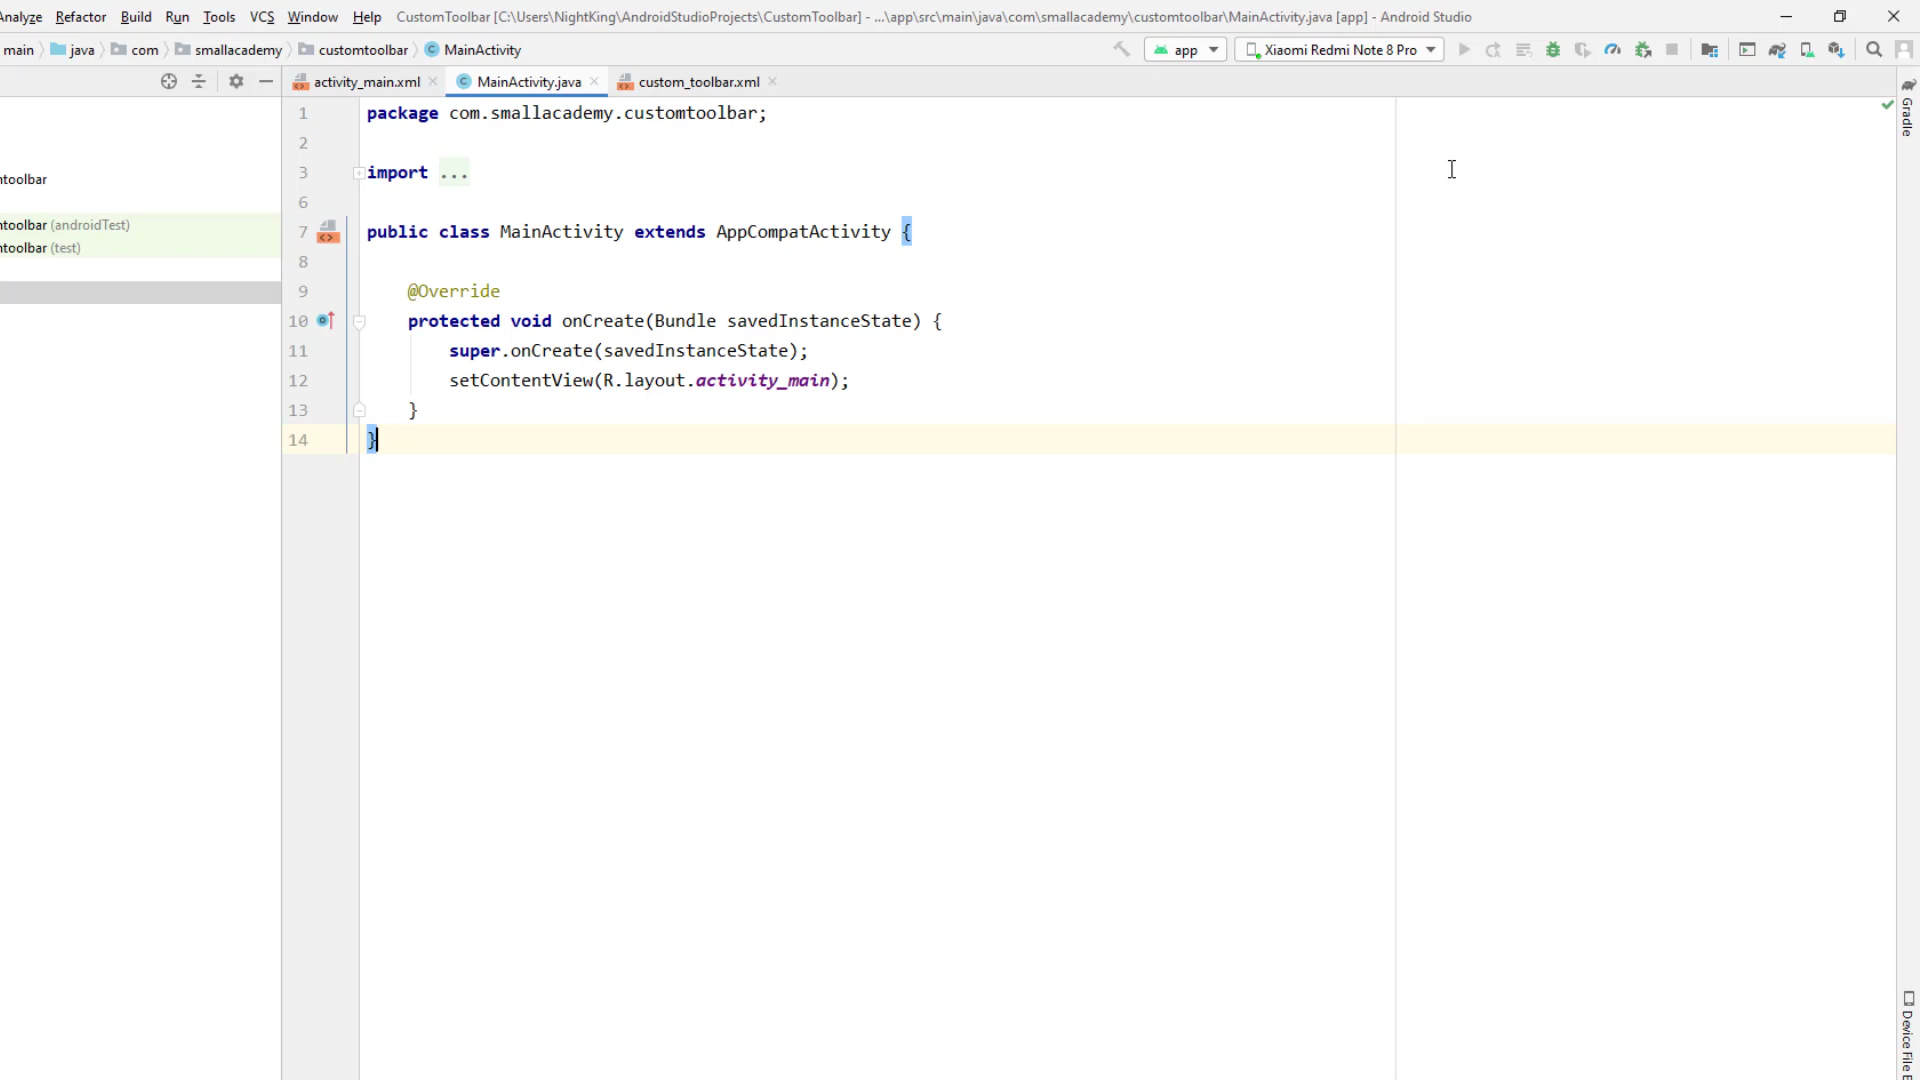 Analyze Refactor Build Run Tools VCS Window Help CustomToolbar [C:\Users\NightKing\AndroidStudioProjects\CustomToolbar] - ...\app\src\main\java\com\smallacademy\customtoolbar\MainActivity.java [app] - Android Studio
main java com smallacademy customtoolbar MainActivity app Xiaomi Redmi Note 8 Pro
activity_main.xml MainActivity.java custom_toolbar.xml
Gradle
1 package com.smallacademy.customtoolbar;
2
3 import ...
ntoolbar
6
ntoolbar (androidTest)
7 public class MainActivity extends AppCompatActivity {
ntoolbar (test)
8
9 @Override
10 protected void onCreate(Bundle savedInstanceState) {
11 super.onCreate(savedInstanceState);
12 setContentView(R.layout.activity_main);
13 }
14 }
Device File E